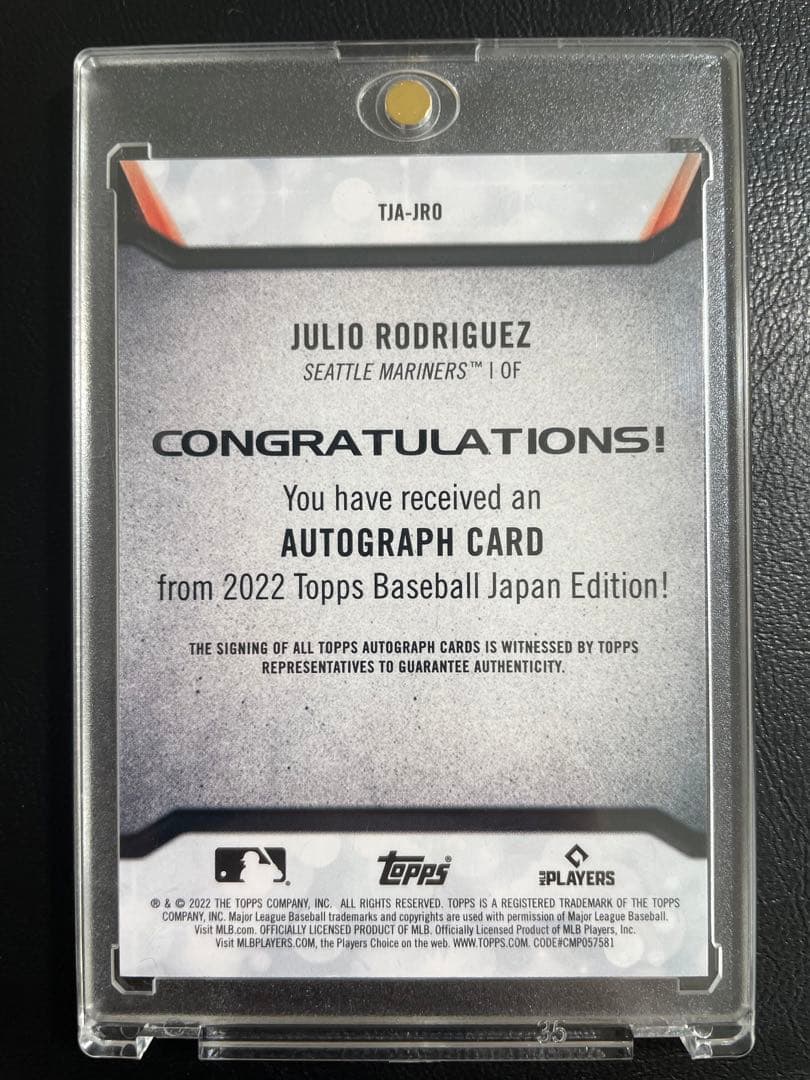 TJA-JRO
JULIO RODRIGUEZ
SEATTLE MARINERS™ | OF
CONGRATULATIONS!
You have received an
AUTOGRAPH CARD
from 2022 Topps Baseball Japan Edition!
THE SIGNING OF ALL TOPPS AUTOGRAPH CARDS IS WITNESSED BY TOPPS
REPRESENTATIVES TO GUARANTEE AUTHENTICITY.
topps® MLB PLAYERS
® & © 2022 THE TOPPS COMPANY, INC. ALL RIGHTS RESERVED. TOPPS IS A REGISTERED TRADEMARK OF THE TOPPS
COMPANY, INC. Major League Baseball trademarks and copyrights are used with permission of Major League Baseball.
Visit MLB.com. OFFICIALLY LICENSED PRODUCT OF MLB. Officially Licensed Product of MLB Players, Inc.
Visit MLBPLAYERS.COM, the Players Choice on the web. WWW.TOPPS.COM. CODE#CMP057581
35